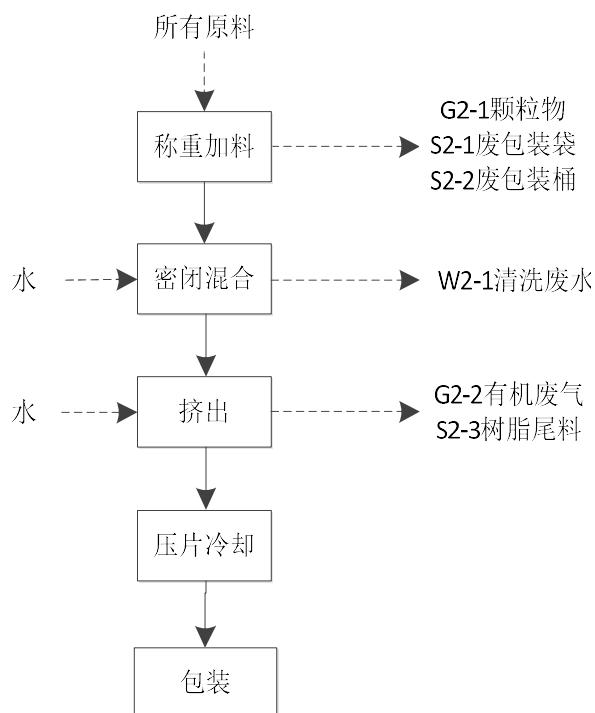 所有原料
称重加料
G2-1颗粒物
S2-1废包装袋
S2-2废包装桶
水
密闭混合
W2-1清洗废水
水
挤出
G2-2有机废气
S2-3树脂尾料
压片冷却
包装